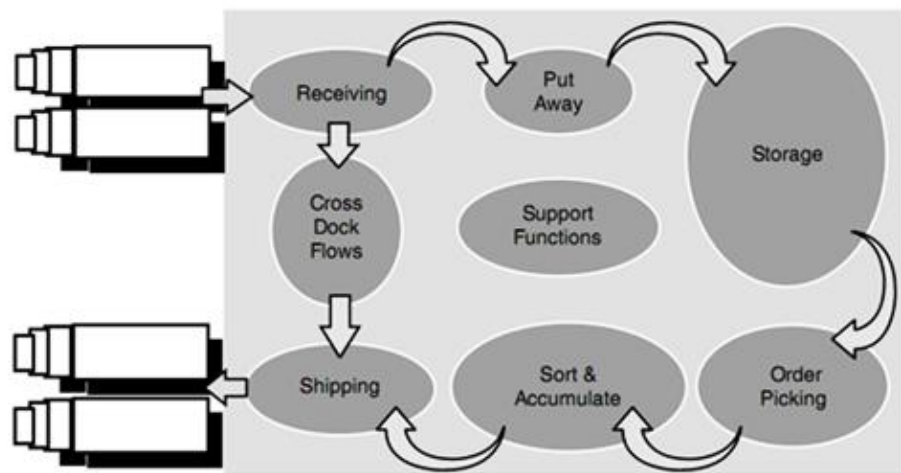 Receiving
Put
Away
Storage
Cross
Dock
Flows
Support
Functions
Shipping
Sort &
Accumulate
Order
Picking